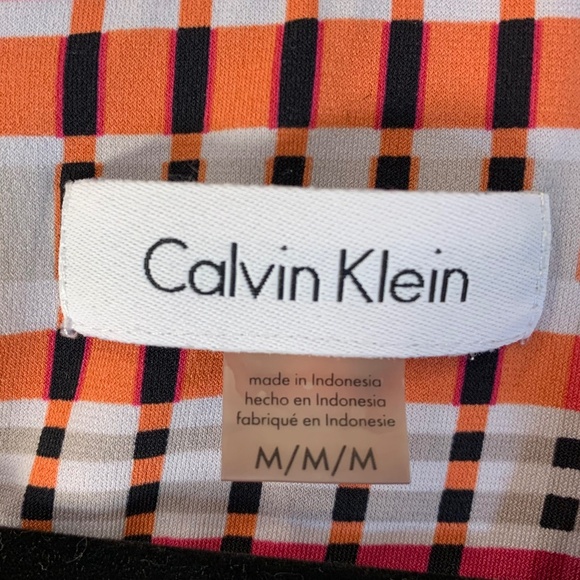 Calvin Klein
made in Indonesia
hecho en Indonesia
fabriqué en Indonesie
M/M/M